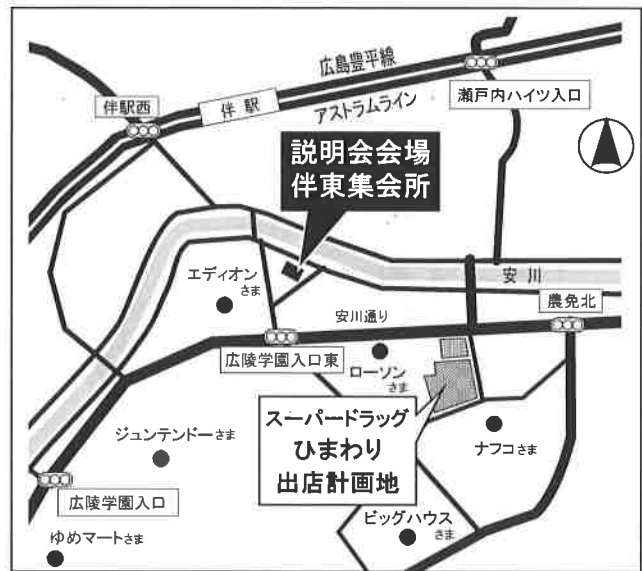 広島豊平線
アストラムライン
伴駅西
伴駅
瀬戸内ハイツ入口
説明会会場
伴東集会所
エディオン
さま
安川
安川通り
農免北
広陵学園入口東
ローソン
さま
スーパードラッグ
ひまわり
出店計画地
ジュンテンドーさま
ナフコさま
広陵学園入口
ビッグハウス
さま
ゆめマートさま